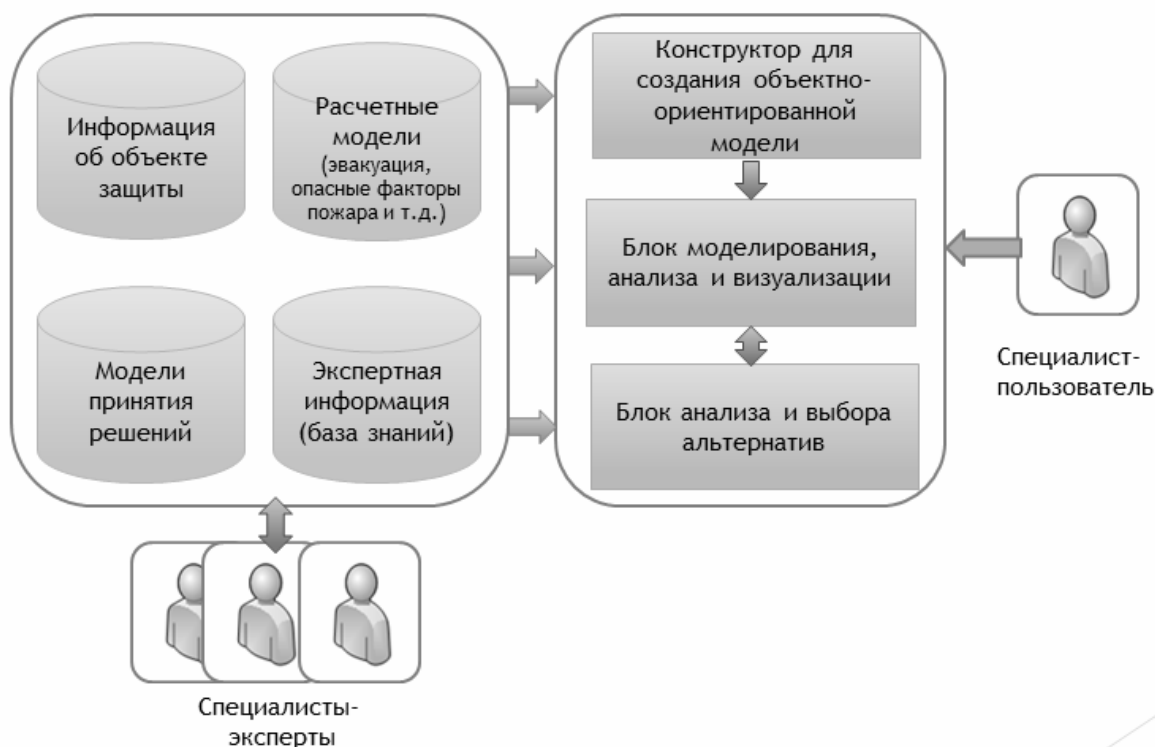 Информация
об объекте
защиты
Расчетные
модели
(эвакуация,
опасные факторы
пожара и т.д.)
Модели
принятия
решений
Экспертная
информация
(база знаний)
Конструктор для
создания объектно-
ориентированной
модели
Блок моделирования,
анализа и визуализации
Блок анализа и выбора
альтернатив
Специалист-
пользователь
Специалисты-
эксперты